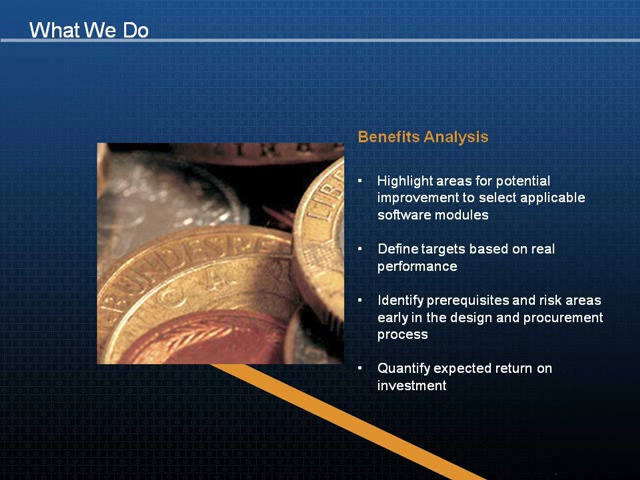 What We Do
Benefits Analysis
• Highlight areas for potential
improvement to select applicable
software modules
• Define targets based on real
performance
• Identify prerequisites and risk areas
early in the design and procurement
process
• Quantify expected return on
investment
BUNDESRE
LIBE